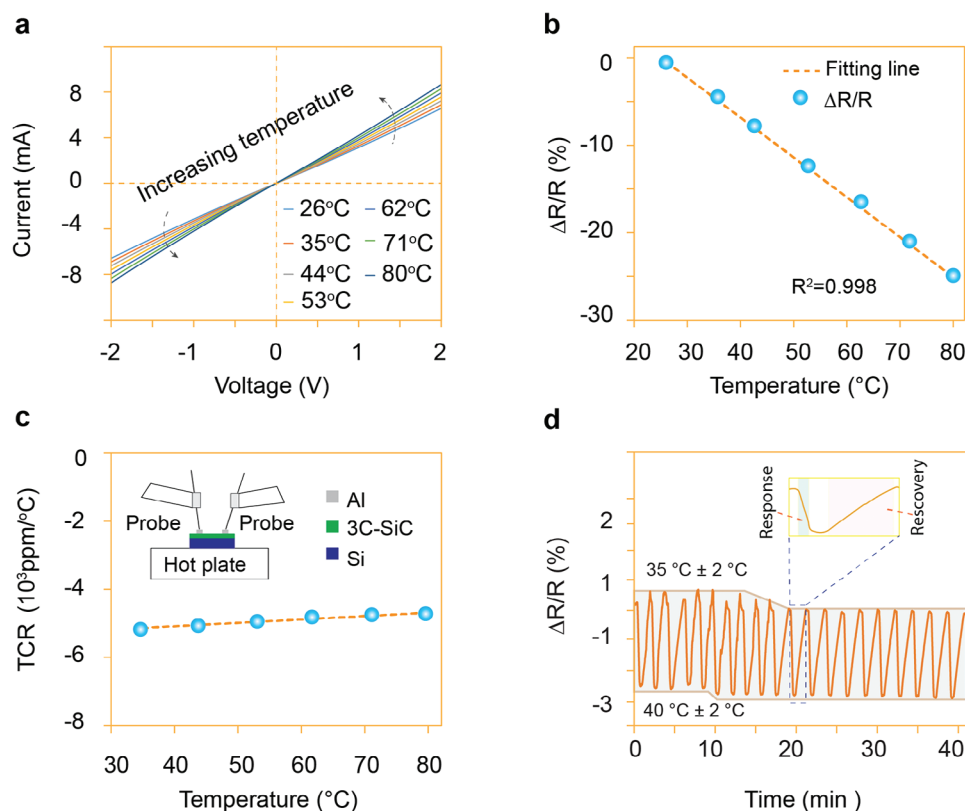 a
Current (mA)
8
4
0
-4
-8
Increasing temperature
26°C
35°C
44°C
53°C
62°C
71°C
80°C
-2
-1
0
1
2
Voltage (V)
b
ΔR/R (%)
0
-10
-20
-30
Fitting line
ΔR/R
R²=0.998
20
30
40
50
60
70
80
Temperature (°C)
c
TCR (10³ppm/°C)
0
-2
-4
-6
-8
Probe
Probe
Hot plate
Al
3C-SiC
Si
30
40
50
60
70
80
Temperature (°C)
d
ΔR/R (%)
2
1
-1
-3
Response
Rescovery
35 °C ± 2 °C
40 °C ± 2 °C
0
10
20
30
40
Time (min )